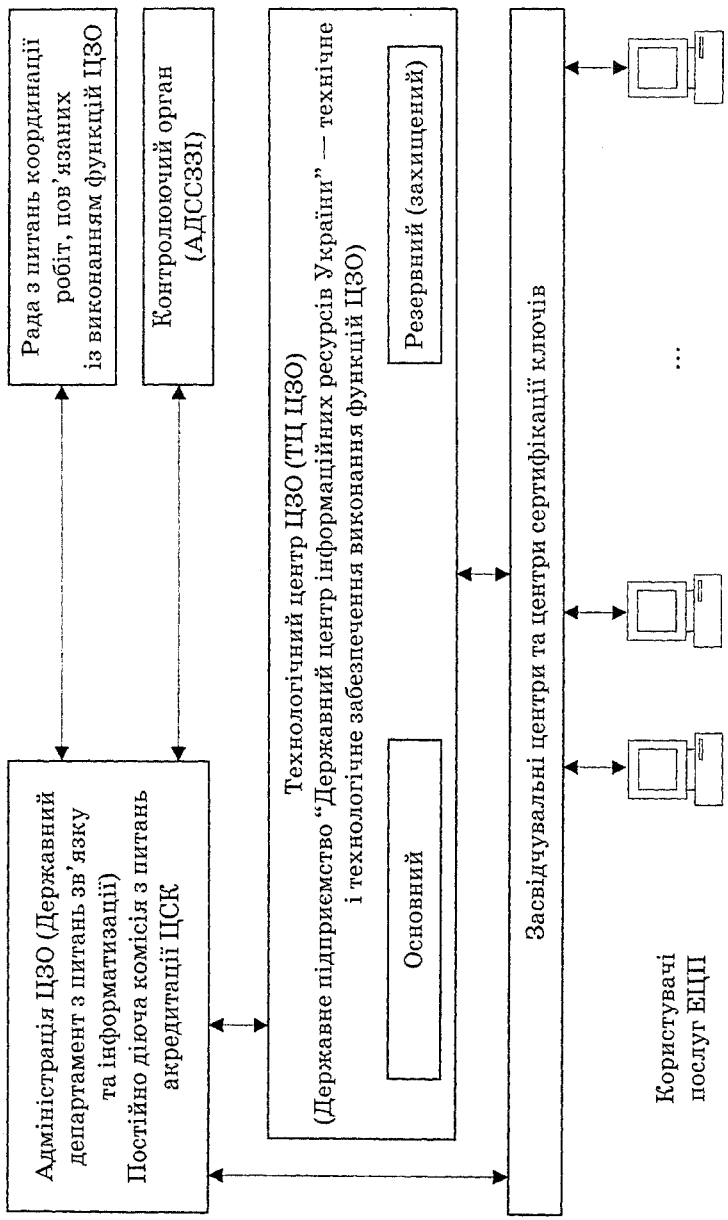 Адміністрація ЦЗО (Державний
департамент з питань зв'язку
та інформатизації)
Постійно діюча комісія з питань
акредитації ЦСК
Рада з питань координації
робіт, пов'язаних
із виконанням функцій ЦЗО
Контролюючий орган
(АДССЗЗІ)
Технологічний центр ЦЗО (ТЦ ЦЗО)
(Державне підприємство “Державний центр інформаційних ресурсів України” — технічне
і технологічне забезпечення виконання функцій ЦЗО)
Основний
Резервний (захищений)
Засвідчувальні центри та центри сертифікації ключів
Користувачі
послуг ЕЦП
...